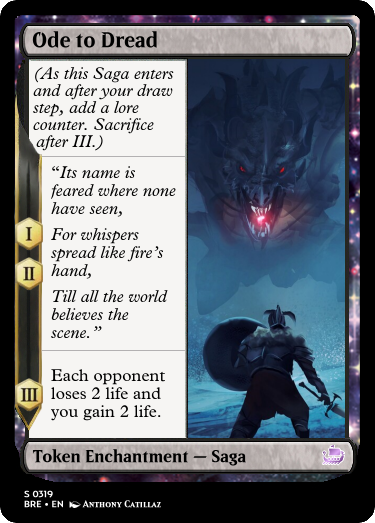 Ode to Dread
(As this Saga enters
and after your draw
step, add a lore
counter. Sacrifice
after III.)
I
II
“Its name is
feared where none
have seen,
For whispers
spread like fire’s
hand,
Till all the world
believes the
scene.”
III
Each opponent
loses 2 life and
you gain 2 life.
Token Enchantment — Saga
S 0319
BRE • EN Anthony Catillaz